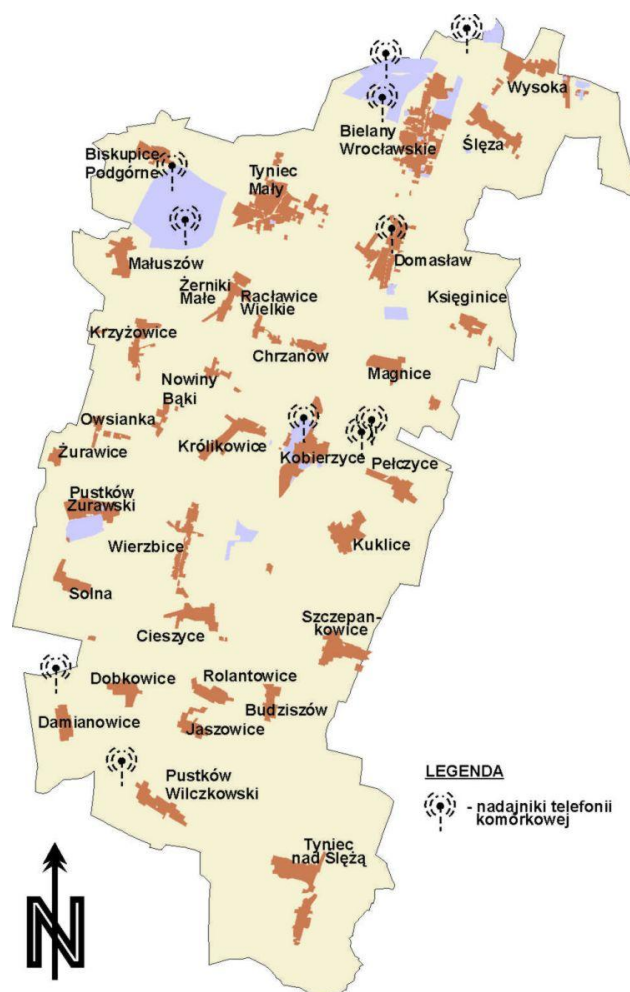 Wysoka
Bielany
Wrocławskie
Ślęza
Biskupice
Podgórne
Tyniec
Mały
Domasław
Małuszów
Żerniki
Małe
Racławice
Wielkie
Księginice
Krzyżowice
Chrzanów
Magnice
Nowiny
Bąki
Owsianka
Królikowice
Żurawice
Kobierzyce
Pełczyce
Pustków
Żurawski
Wierzbice
Kuklice
Solna
Cieszyce
Szczepan-
kowice
Dobkowice
Rolantowice
Damianowice
Budziszów
Jaszowice
Pustków
Wilczkowski
LEGENDA
- nadajniki telefonii
komórkowej
Tyniec
nad Ślężą
N